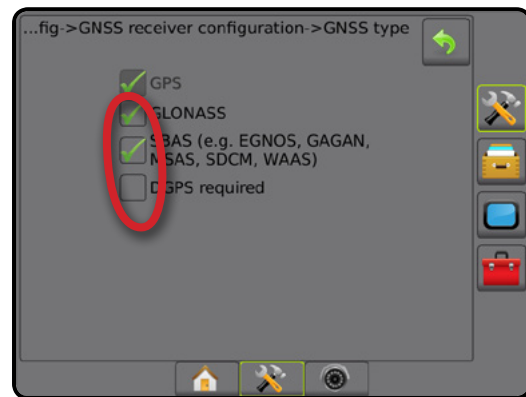 ...fig->GNSS receiver configuration->GNSS type
GPS
GLONASS
SBAS (e.g. EGNOS, GAGAN,
MSAS, SDCM, WAAS)
DGPS required